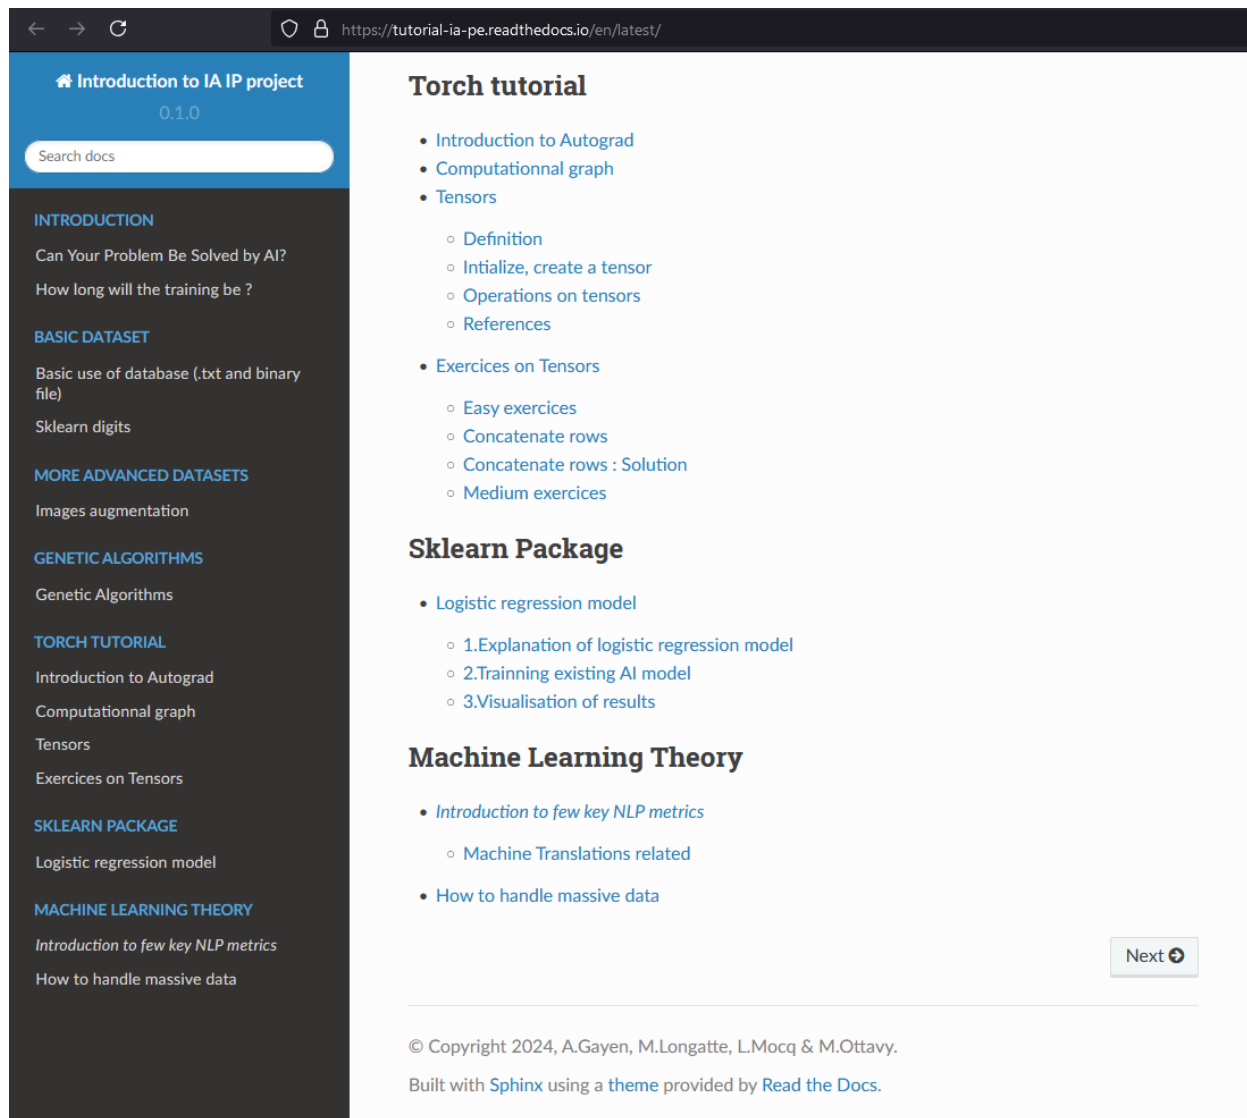 https://tutorial-ia-pe.readthedocs.io/en/latest/
Introduction to IA IP project
0.1.0
Search docs
INTRODUCTION
Can Your Problem Be Solved by AI?
How long will the training be ?
BASIC DATASET
Basic use of database (.txt and binary
file)
Sklearn digits
MORE ADVANCED DATASETS
Images augmentation
GENETIC ALGORITHMS
Genetic Algorithms
TORCH TUTORIAL
Introduction to Autograd
Computationnal graph
Tensors
Exercices on Tensors
SKLEARN PACKAGE
Logistic regression model
MACHINE LEARNING THEORY
Introduction to few key NLP metrics
How to handle massive data
Torch tutorial
Introduction to Autograd
Computationnal graph
Tensors
Definition
Intialize, create a tensor
Operations on tensors
References
Exercices on Tensors
Easy exercices
Concatenate rows
Concatenate rows : Solution
Medium exercices
Sklearn Package
Logistic regression model
1.Explanation of logistic regression model
2.Trainning existing AI model
3.Visualisation of results
Machine Learning Theory
Introduction to few key NLP metrics
Machine Translations related
How to handle massive data
Next
© Copyright 2024, A.Gayen, M.Longatte, L.Mocq & M.Ottavy.
Built with Sphinx using a theme provided by Read the Docs.